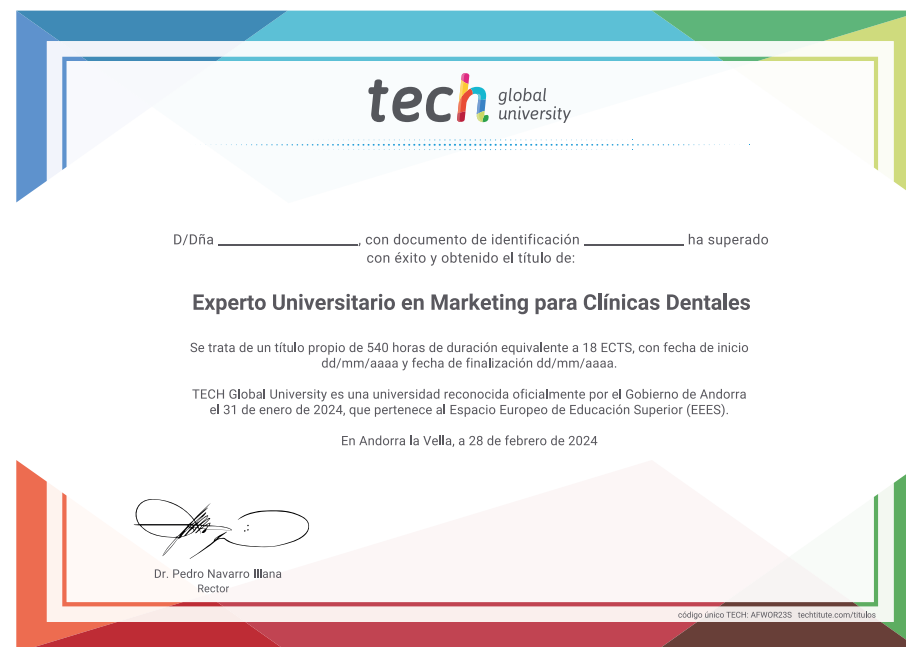 tech global university
D/Dña ______________, con documento de identificación __________ ha superado
con éxito y obtenido el título de:
Experto Universitario en Marketing para Clínicas Dentales
Se trata de un título propio de 540 horas de duración equivalente a 18 ECTS, con fecha de inicio
dd/mm/aaaa y fecha de finalización dd/mm/aaaa.
TECH Global University es una universidad reconocida oficialmente por el Gobierno de Andorra
el 31 de enero de 2024, que pertenece al Espacio Europeo de Educación Superior (EEES).
En Andorra la Vella, a 28 de febrero de 2024
Dr. Pedro Navarro Illana
Rector
código único TECH: AFWOR23S techtitute.com/titulos